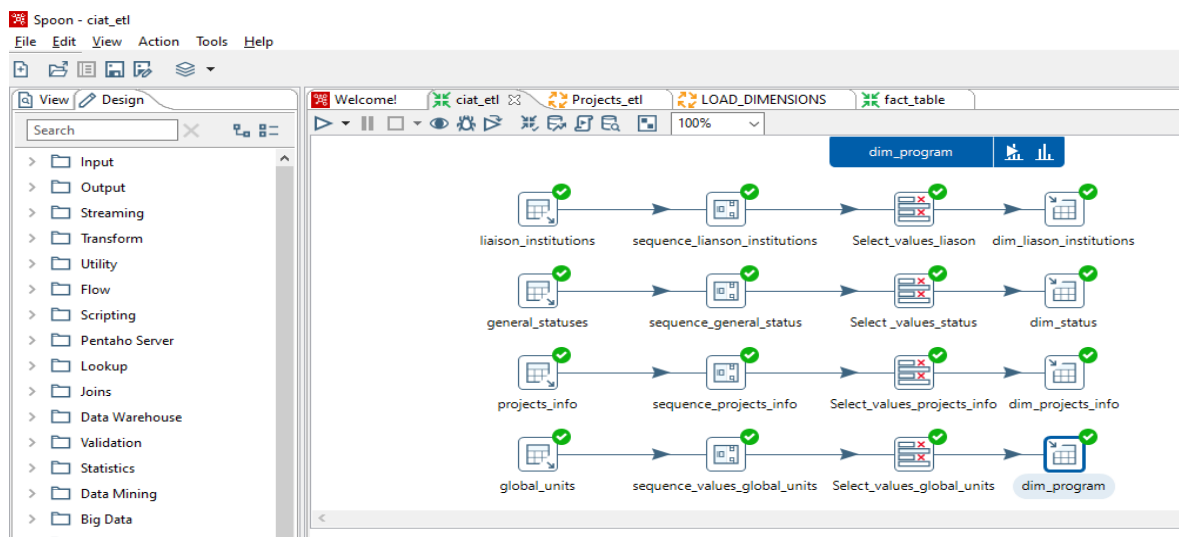 Spoon - ciat_etl
File Edit View Action Tools Help
View Design
Welcome! ciat_etl Projects_etl LOAD_DIMENSIONS fact_table
Search
100%
dim_program
Input
Output
Streaming
Transform
Utility
Flow
Scripting
Pentaho Server
Lookup
Joins
Data Warehouse
Validation
Statistics
Data Mining
Big Data
liaison_institutions sequence_lianson_institutions Select_values_liason dim_liason_institutions
general_statuses sequence_general_status Select _values_status dim_status
projects_info sequence_projects_info Select_values_projects_info dim_projects_info
global_units sequence_values_global_units Select_values_global_units dim_program